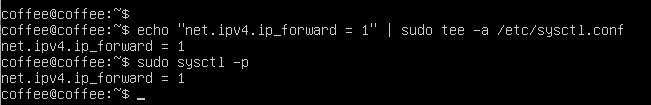 coffee@coffee:~$
coffee@coffee:~$ echo "net.ipv4.ip_forward = 1" | sudo tee -a /etc/sysctl.conf
net.ipv4.ip_forward = 1
coffee@coffee:~$ sudo sysctl -p
net.ipv4.ip_forward = 1
coffee@coffee:~$ _